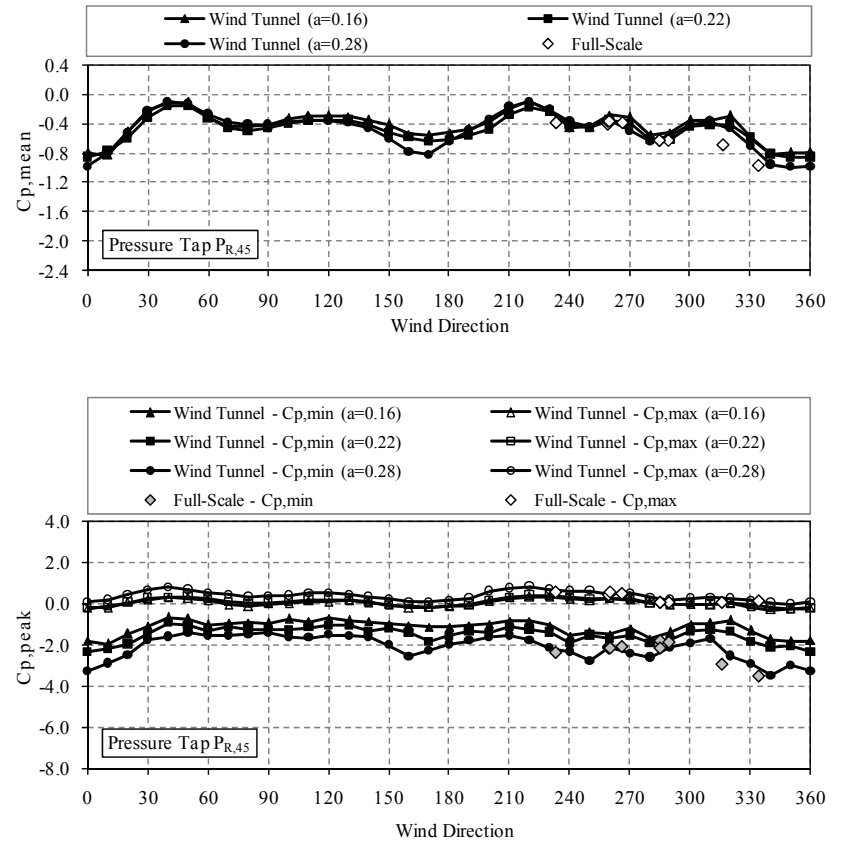 Wind Tunnel (a=0.16) Wind Tunnel (a=0.22)
Wind Tunnel (a=0.28) Full-Scale
0.4
0.0
-0.4
-0.8
-1.2
-1.6
-2.0
-2.4
Cp,mean
Pressure Tap PR,45
0 30 60 90 120 150 180 210 240 270 300 330 360
Wind Direction
Wind Tunnel - Cp,min (a=0.16) Wind Tunnel - Cp,max (a=0.16)
Wind Tunnel - Cp,min (a=0.22) Wind Tunnel - Cp,max (a=0.22)
Wind Tunnel - Cp,min (a=0.28) Wind Tunnel - Cp,max (a=0.28)
Full-Scale - Cp,min Full-Scale - Cp,max
4.0
2.0
0.0
-2.0
-4.0
-6.0
-8.0
Cp,peak
Pressure Tap PR,45
0 30 60 90 120 150 180 210 240 270 300 330 360
Wind Direction